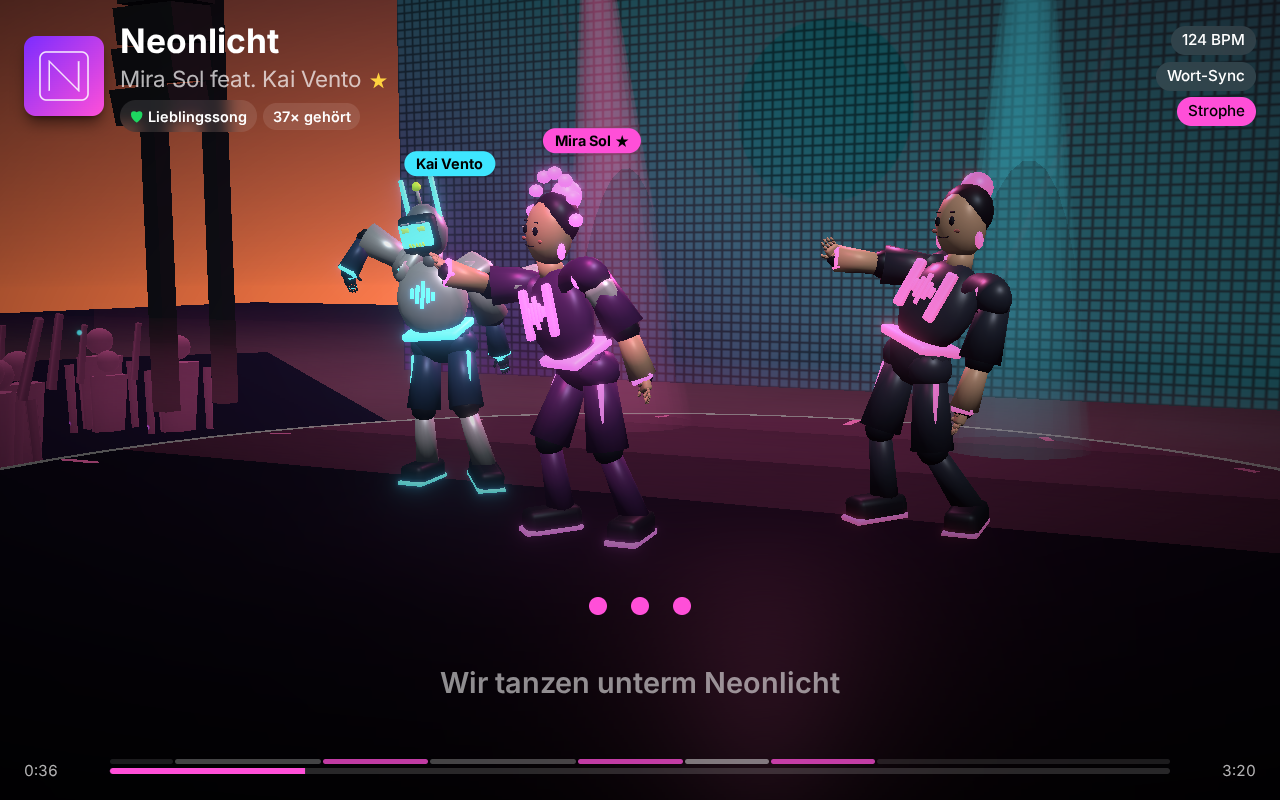 N
Neonlicht
Mira Sol feat. Kai Vento ★
Lieblingssong
37× gehört
124 BPM
Wort-Sync
Strophe
Mira Sol ★
Kai Vento
Wir tanzen unterm Neonlicht
0:36
3:20